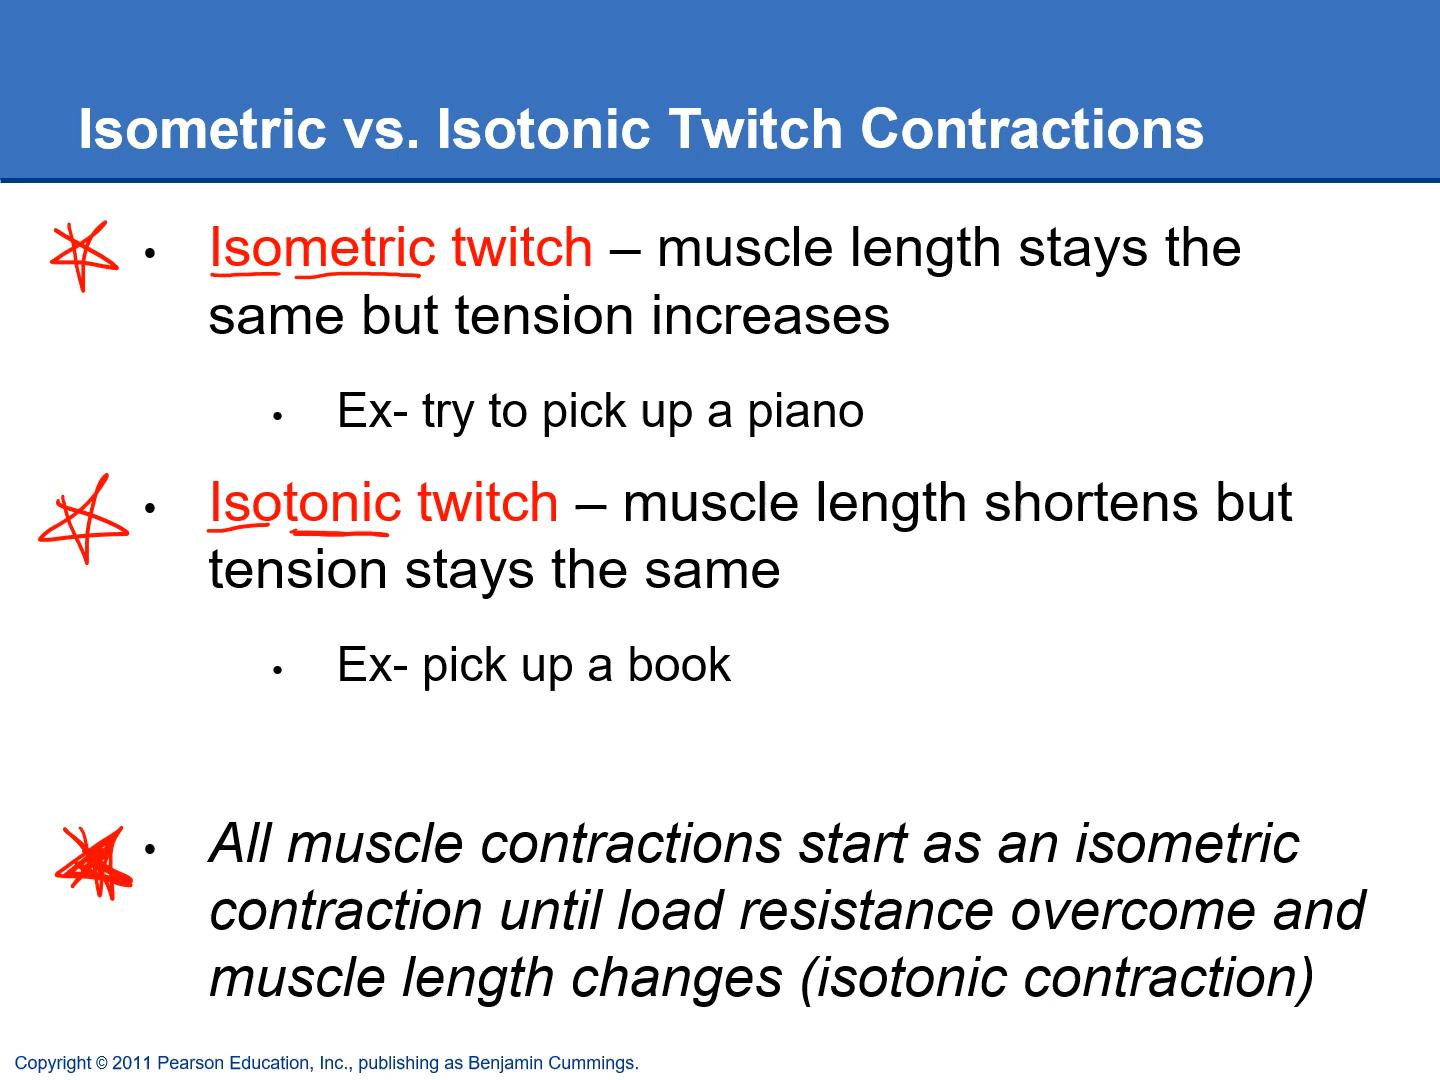 Isometric vs. Isotonic Twitch Contractions
• Isometric twitch – muscle length stays the
same but tension increases
• Ex- try to pick up a piano
• Isotonic twitch – muscle length shortens but
tension stays the same
• Ex- pick up a book
• All muscle contractions start as an isometric
contraction until load resistance overcome and
muscle length changes (isotonic contraction)
Copyright © 2011 Pearson Education, Inc., publishing as Benjamin Cummings.